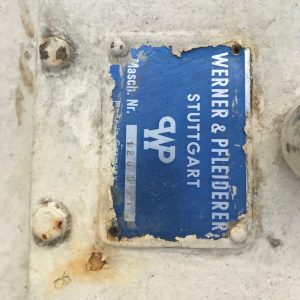 WERNER & PFLEIDERER
STUTTGART
WP
Masch. Nr.